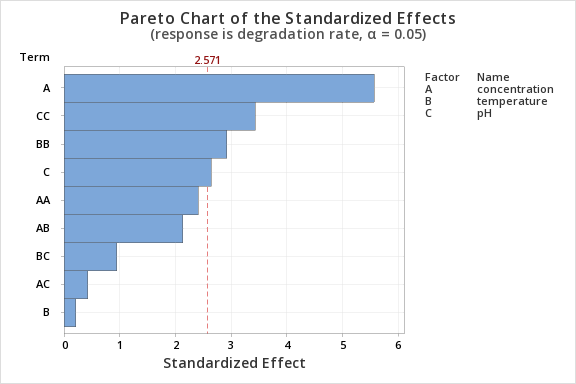 Pareto Chart of the Standardized Effects
(response is degradation rate, α = 0.05)
Term
2.571
A
CC
BB
C
AA
AB
BC
AC
B
0 1 2 3 4 5 6
Standardized Effect
Factor Name
A concentration
B temperature
C pH